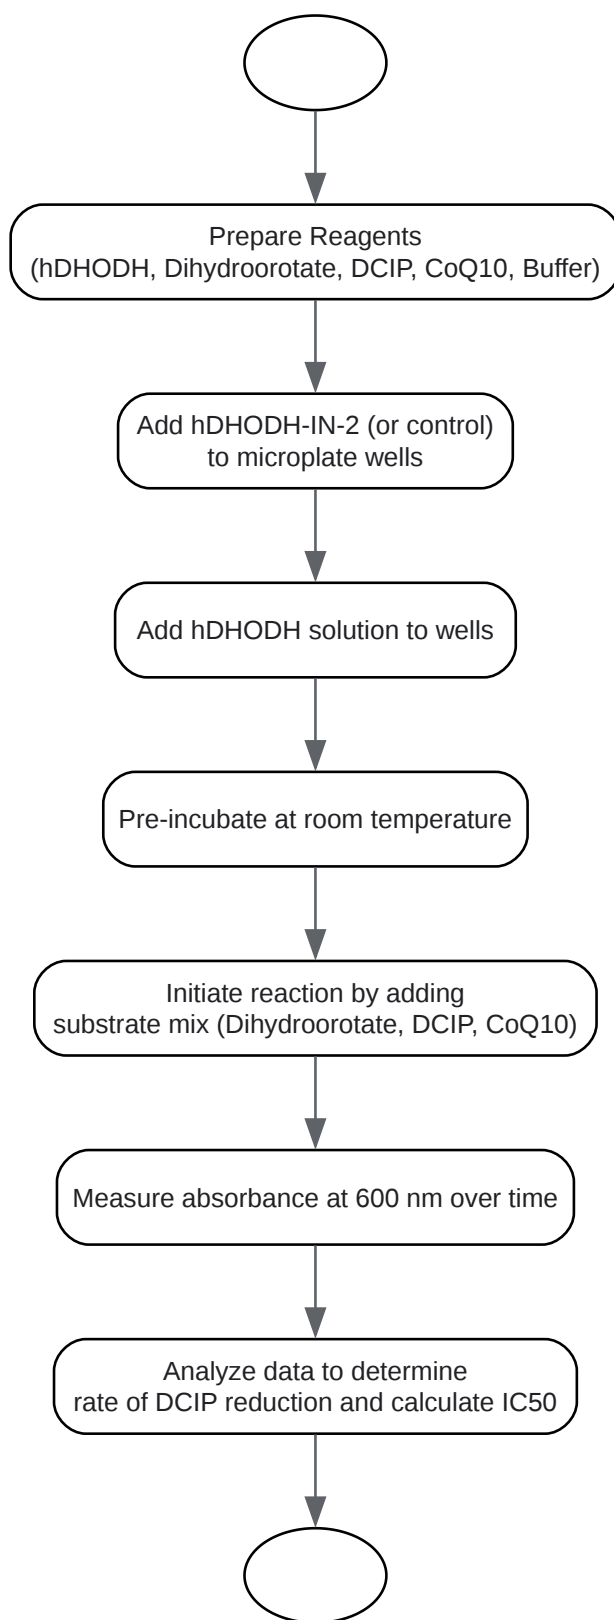 Prepare Reagents
(hDHODH, Dihydroorotate, DCIP, CoQ10, Buffer)
Add hDHODH-IN-2 (or control)
to microplate wells
Add hDHODH solution to wells
Pre-incubate at room temperature
Initiate reaction by adding
substrate mix (Dihydroorotate, DCIP, CoQ10)
Measure absorbance at 600 nm over time
Analyze data to determine
rate of DCIP reduction and calculate IC50